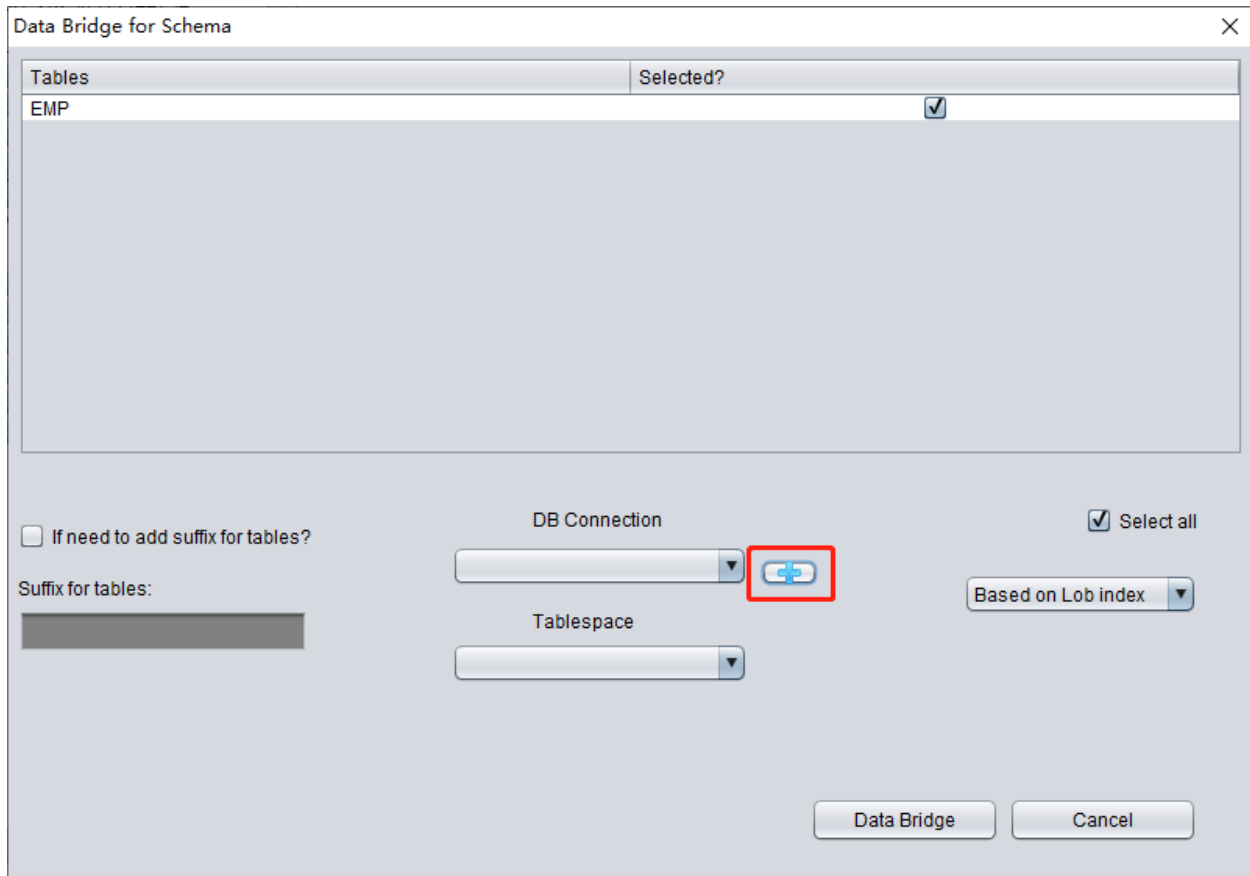 Data Bridge for Schema
Tables Selected?
EMP
If need to add suffix for tables?
Suffix for tables:
DB Connection
Tablespace
Select all
Based on Lob index
Data Bridge Cancel